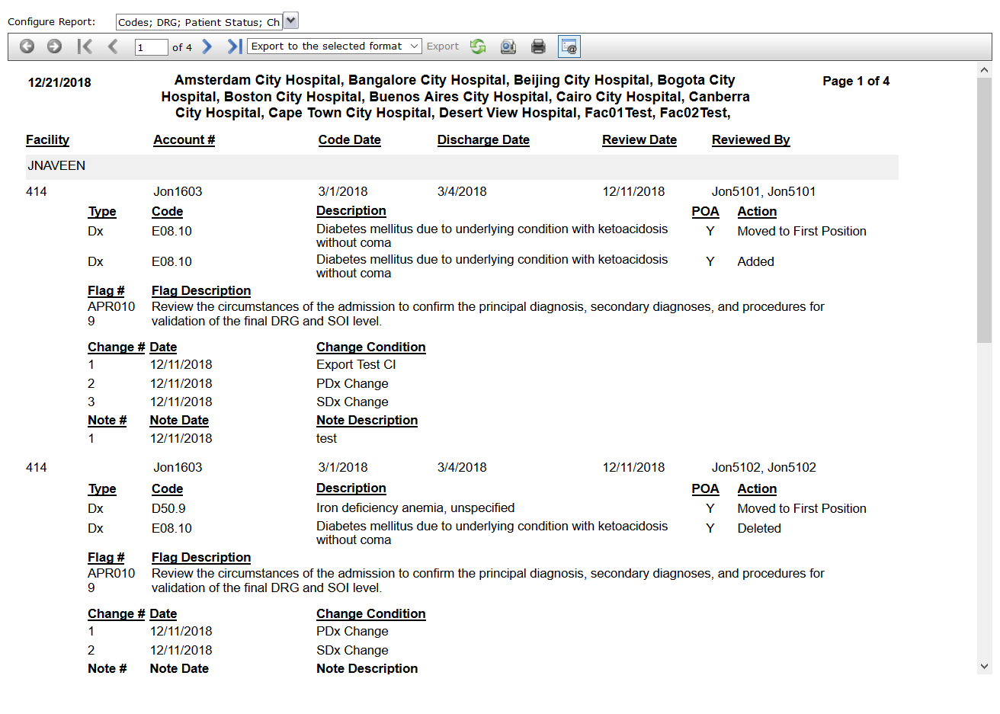 Configure Report: Codes; DRG; Patient Status; Ch
1 of 4 Export to the selected format Export
12/21/2018 Amsterdam City Hospital, Bangalore City Hospital, Beijing City Hospital, Bogota City Page 1 of 4
Hospital, Boston City Hospital, Buenos Aires City Hospital, Cairo City Hospital, Canberra
City Hospital, Cape Town City Hospital, Desert View Hospital, Fac01Test, Fac02Test,
Facility Account # Code Date Discharge Date Review Date Reviewed By
JNAVEEN
414 Jon1603 3/1/2018 3/4/2018 12/11/2018 Jon5101, Jon5101
Type Code Description POA Action
Dx E08.10 Diabetes mellitus due to underlying condition with ketoacidosis Y Moved to First Position
without coma
Dx E08.10 Diabetes mellitus due to underlying condition with ketoacidosis Y Added
without coma
Flag # Flag Description
APR010 Review the circumstances of the admission to confirm the principal diagnosis, secondary diagnoses, and procedures for
9 validation of the final DRG and SOI level.
Change # Date Change Condition
1 12/11/2018 Export Test CI
2 12/11/2018 PDx Change
3 12/11/2018 SDx Change
Note # Note Date Note Description
1 12/11/2018 test
414 Jon1603 3/1/2018 3/4/2018 12/11/2018 Jon5102, Jon5102
Type Code Description POA Action
Dx D50.9 Iron deficiency anemia, unspecified Y Moved to First Position
Dx E08.10 Diabetes mellitus due to underlying condition with ketoacidosis Y Deleted
without coma
Flag # Flag Description
APR010 Review the circumstances of the admission to confirm the principal diagnosis, secondary diagnoses, and procedures for
9 validation of the final DRG and SOI level.
Change # Date Change Condition
1 12/11/2018 PDx Change
2 12/11/2018 SDx Change
Note # Note Date Note Description